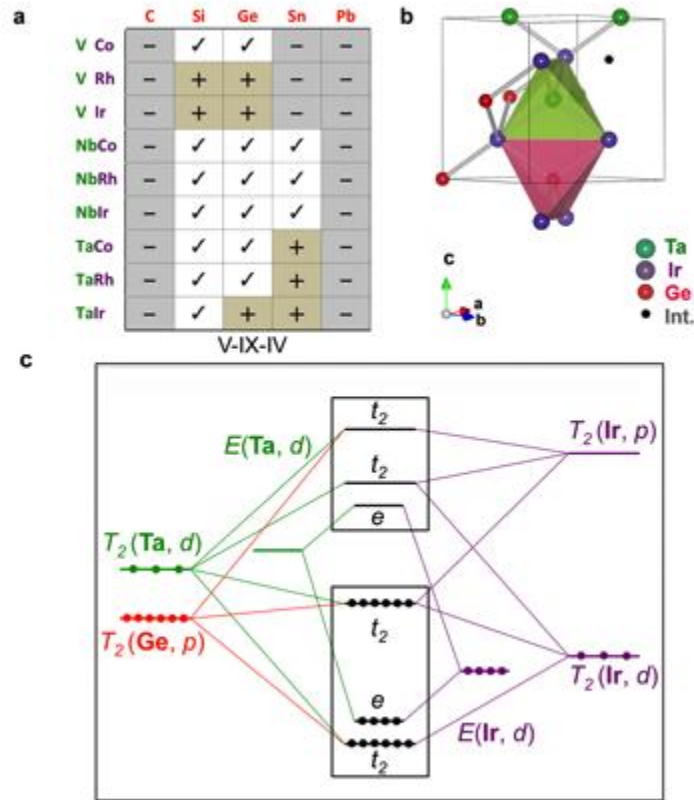 a
C Si Ge Sn Pb
V Co – ✓ ✓ – –
V Rh – + + – –
V Ir – + + – –
NbCo – ✓ ✓ ✓ –
NbRh – ✓ ✓ ✓ –
NbIr – ✓ ✓ ✓ –
TaCo – ✓ ✓ + –
TaRh – ✓ ✓ + –
TaIr – ✓ + + –
V-IX-IV
b
c
a
b
Ta
Ir
Ge
Int.
c
t2
E(Ta, d)
T2(Ir, p)
t2
e
T2(Ta, d)
T2(Ge, p)
t2
T2(Ir, d)
e
E(Ir, d)
t2